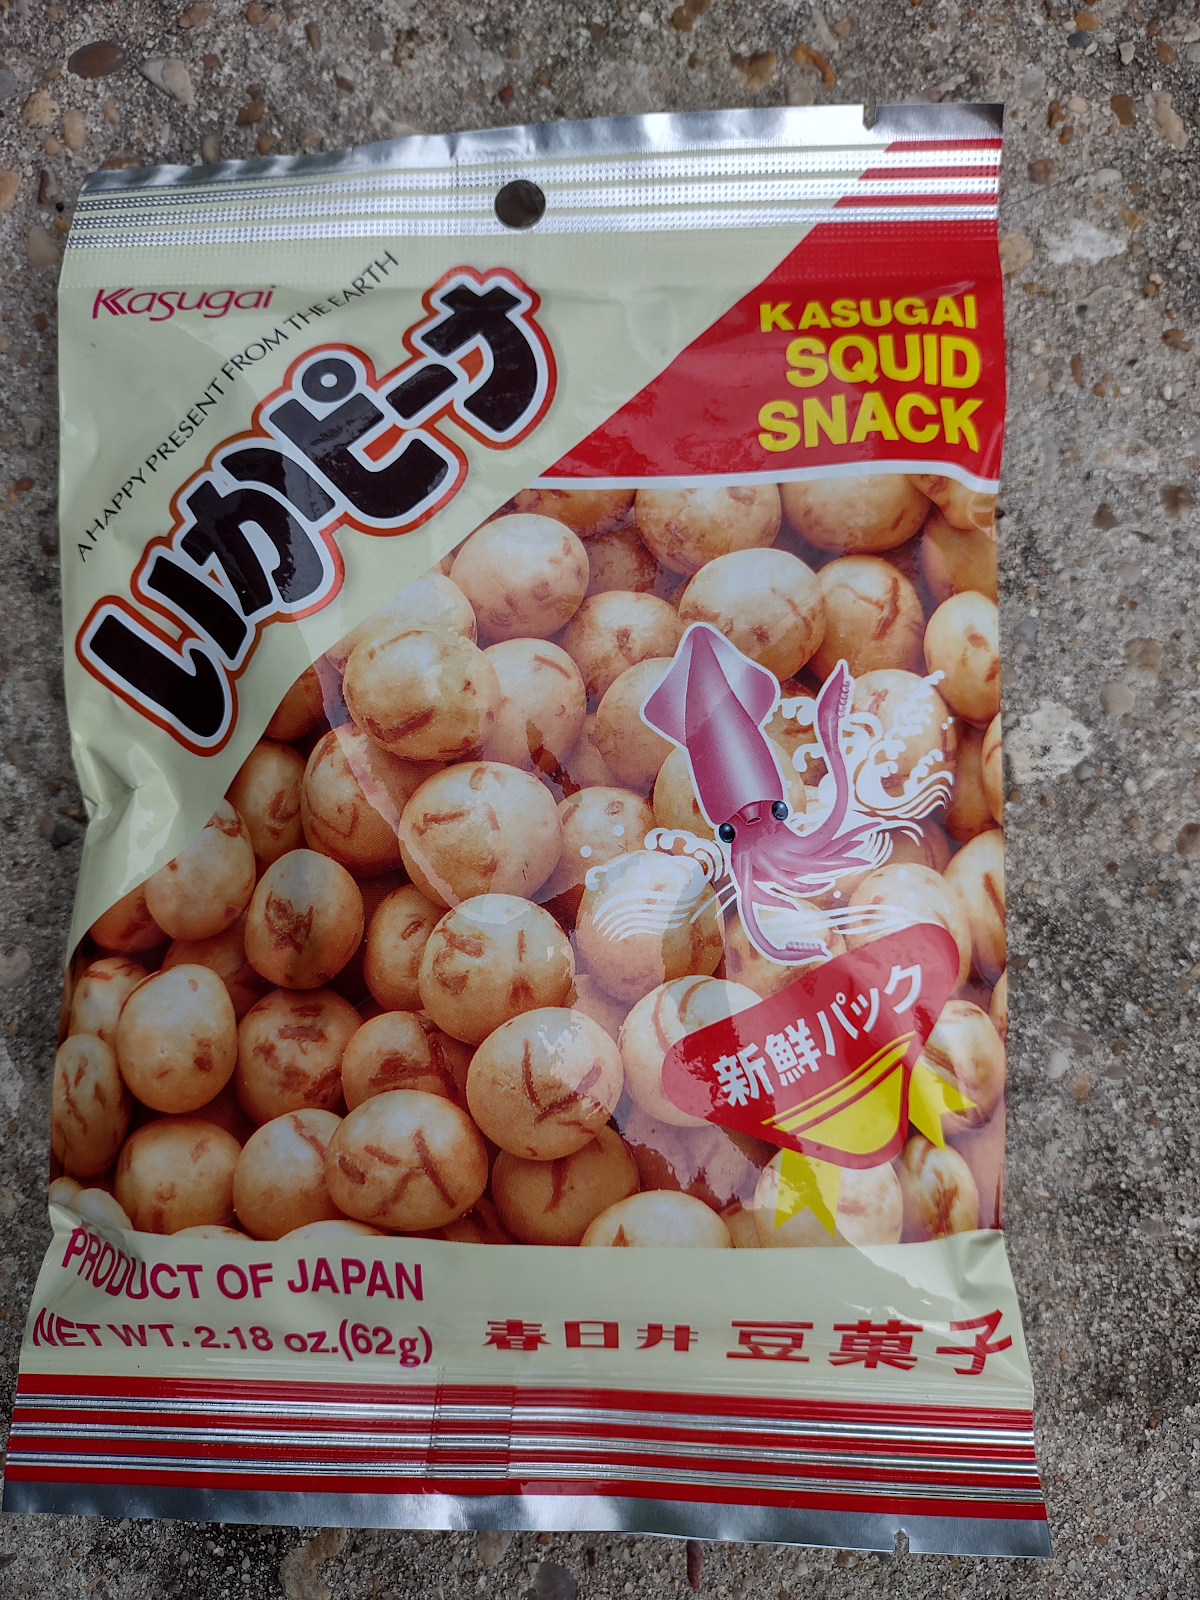 Kasugai
A HAPPY PRESENT FROM THE EARTH
いかピーナ
KASUGAI
SQUID
SNACK
新鮮パック
PRODUCT OF JAPAN
NET WT. 2.18 oz.(62g)
春日井 豆菓子